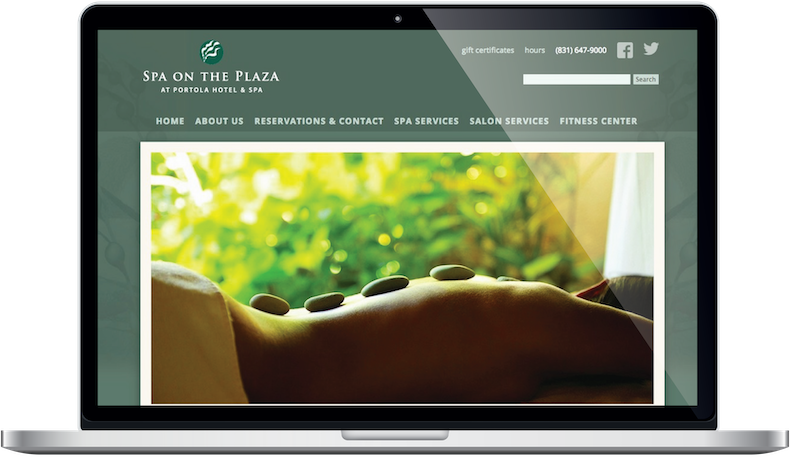 gift certificates hours (831) 647-9000
SPA ON THE PLAZA
Search
AT PORTOLA HOTEL & SPA
HOME ABOUT US RESERVATIONS & CONTACT SPA SERVICES SALON SERVICES FITNESS CENTER